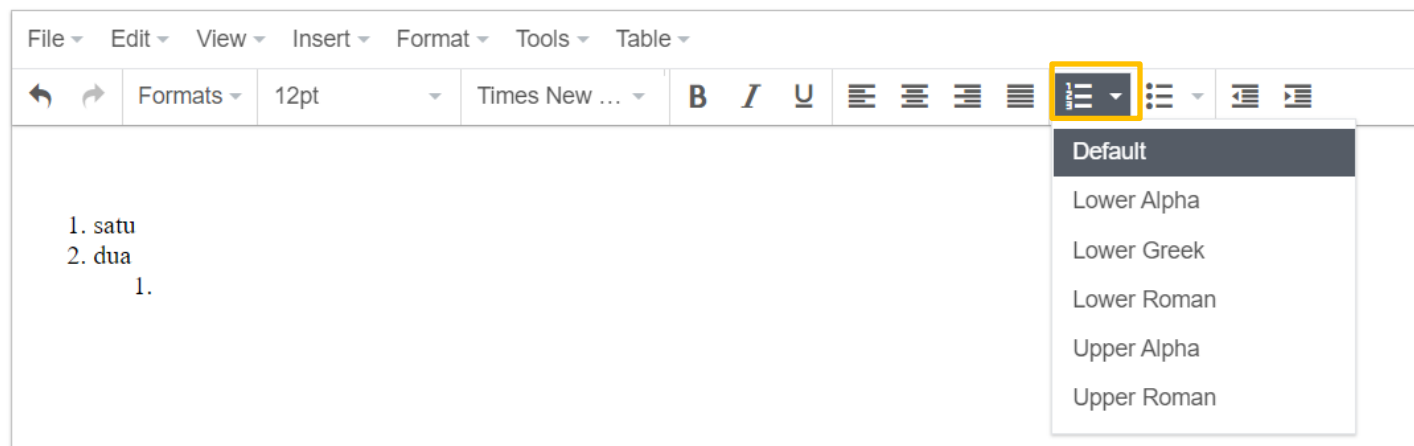 File Edit View Insert Format Tools Table
Formats 12pt Times New ... B I U
Default
Lower Alpha
Lower Greek
Lower Roman
Upper Alpha
Upper Roman
1. satu
2. dua
1.